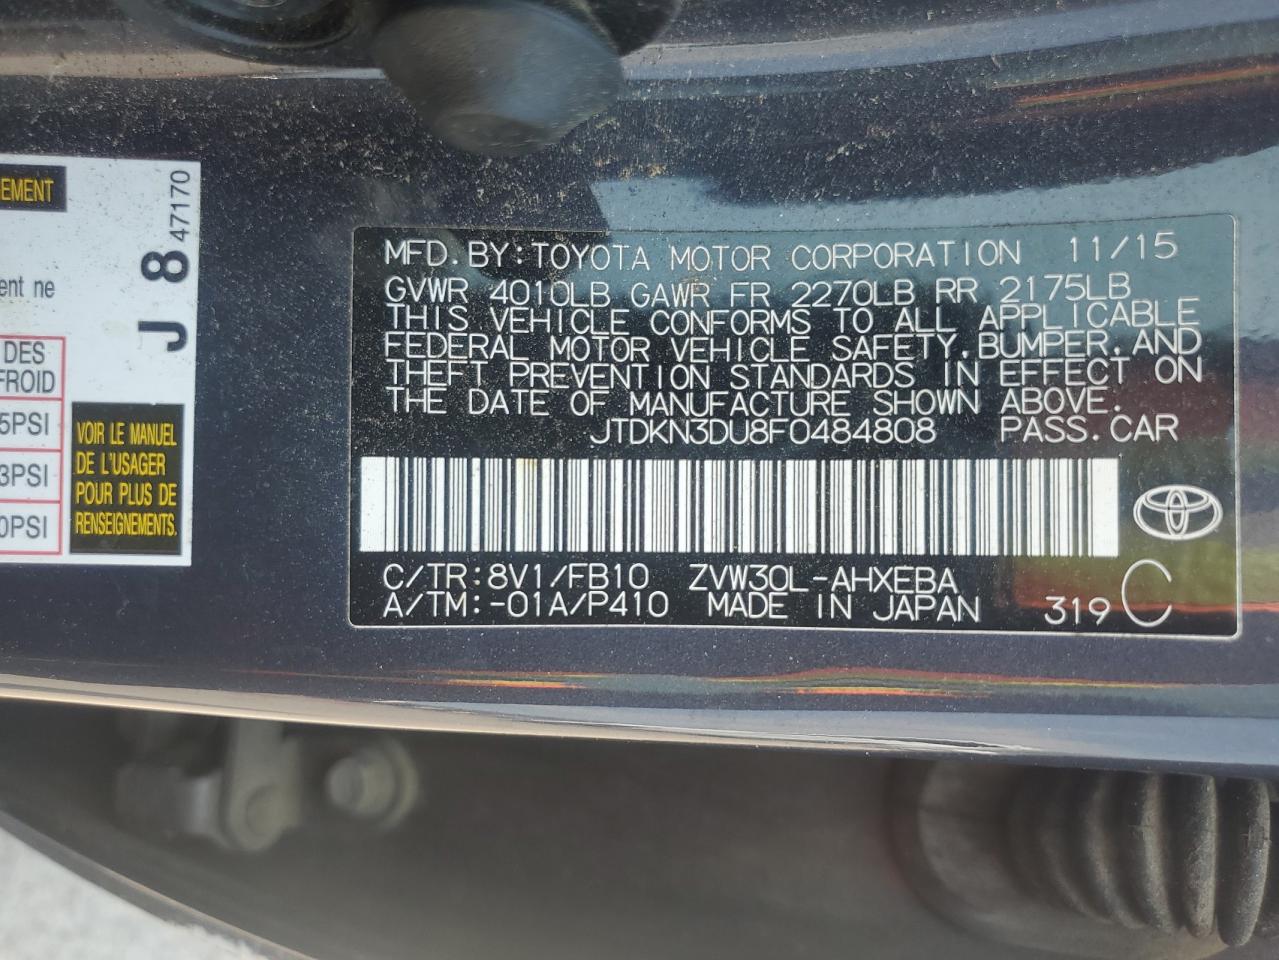 EMENT
ent ne
DES
FROID
5PSI
3PSI
0PSI
J 8 47170
VOIR LE MANUEL
DE L'USAGER
POUR PLUS DE
RENSEIGNEMENTS.
MFD. BY:TOYOTA MOTOR CORPORATION 11/15
GVWR 4010LB GAWR FR 2270LB RR 2175LB
THIS VEHICLE CONFORMS TO ALL APPLICABLE
FEDERAL MOTOR VEHICLE SAFETY,BUMPER,AND
THEFT PREVENTION STANDARDS IN EFFECT ON
THE DATE OF MANUFACTURE SHOWN ABOVE.
JTDKN3DU8F0484808 PASS.CAR
C/TR:8V1/FB10 ZVW30L-AHXEBA
A/TM:-01A/P410 MADE IN JAPAN 319 C